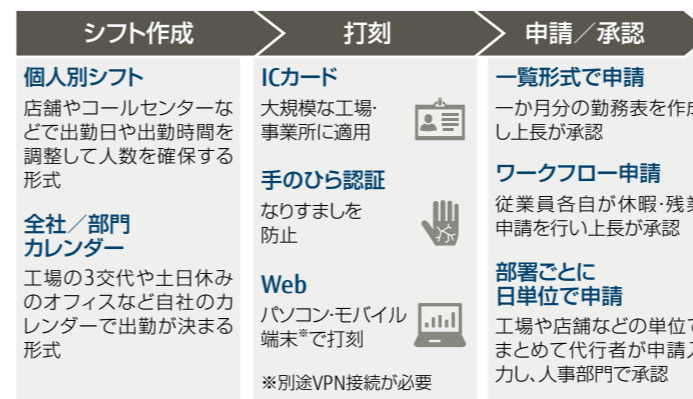 シフト作成
打刻
申請／承認
個人別シフト
店舗やコールセンターな
どで出勤日や出勤時間を
調整して人数を確保する
形式
全社／部門
カレンダー
工場の3交代や土日休み
のオフィスなど自社のカ
レンダーで出勤が決まる
形式
ICカード
大規模な工場・
事業所に適用
手のひら認証
なりすましを
防止
Web
パソコン・モバイル
端末※で打刻
※別途VPN接続が必要
一覧形式で申請
一か月分の勤務表を作成
し上長が承認
ワークフロー申請
従業員各自が休暇・残業
申請を行い上長が承認
部署ごとに
日単位で申請
工場や店舗などの単位で
まとめて代行者が申請入
力し、人事部門で承認